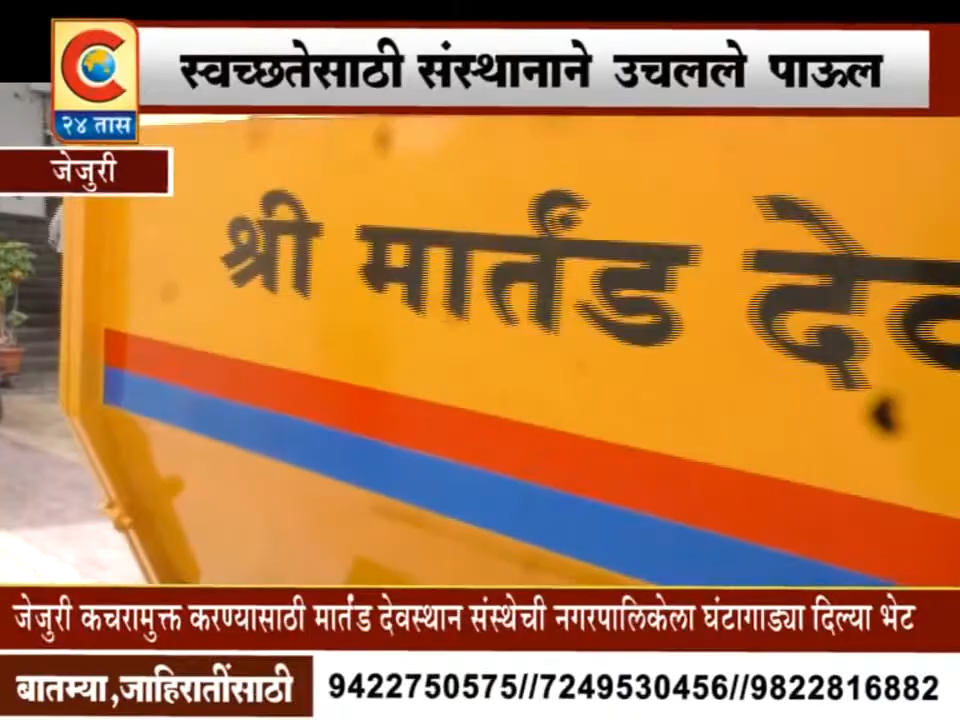 स्वच्छतेसाठी संस्थानाने उचलले पाऊल
C
२४ तास
जेजुरी
श्री मार्तंड देव
जेजुरी कचरामुक्त करण्यासाठी मार्तंड देवस्थान संस्थेची नगरपालिकेला घंटागाड्या दिल्या भेट
बातम्या,जाहिरातींसाठी
9422750575//7249530456//9822816882